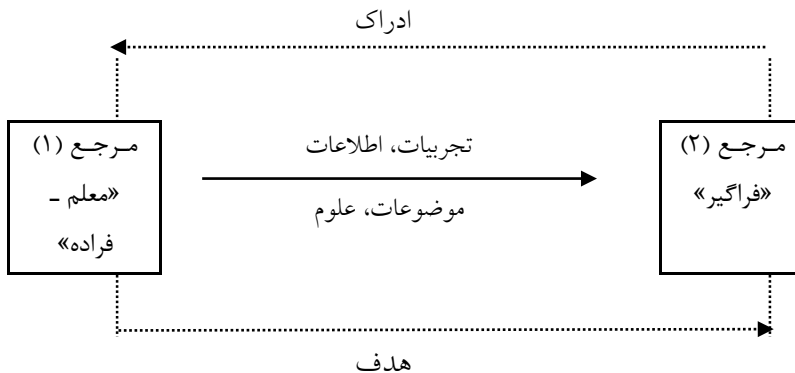 ادراک
مرجع (۲)
«فراگیر»
تجربیات، اطلاعات
موضوعات، علوم
مرجع (۱)
«معلم ـ
فراده»
هدف